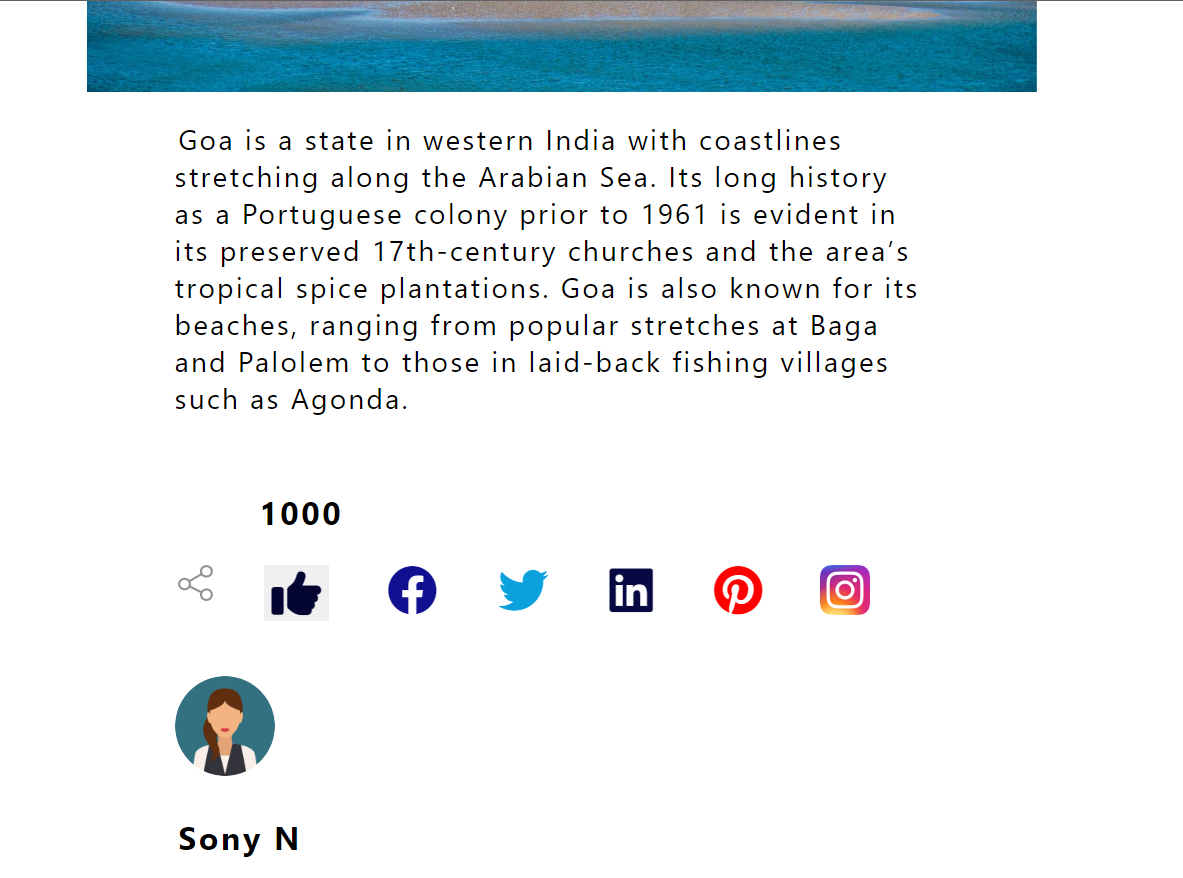 Goa is a state in western India with coastlines
stretching along the Arabian Sea. Its long history
as a Portuguese colony prior to 1961 is evident in
its preserved 17th-century churches and the area’s
tropical spice plantations. Goa is also known for its
beaches, ranging from popular stretches at Baga
and Palolem to those in laid-back fishing villages
such as Agonda.
1000
Sony N